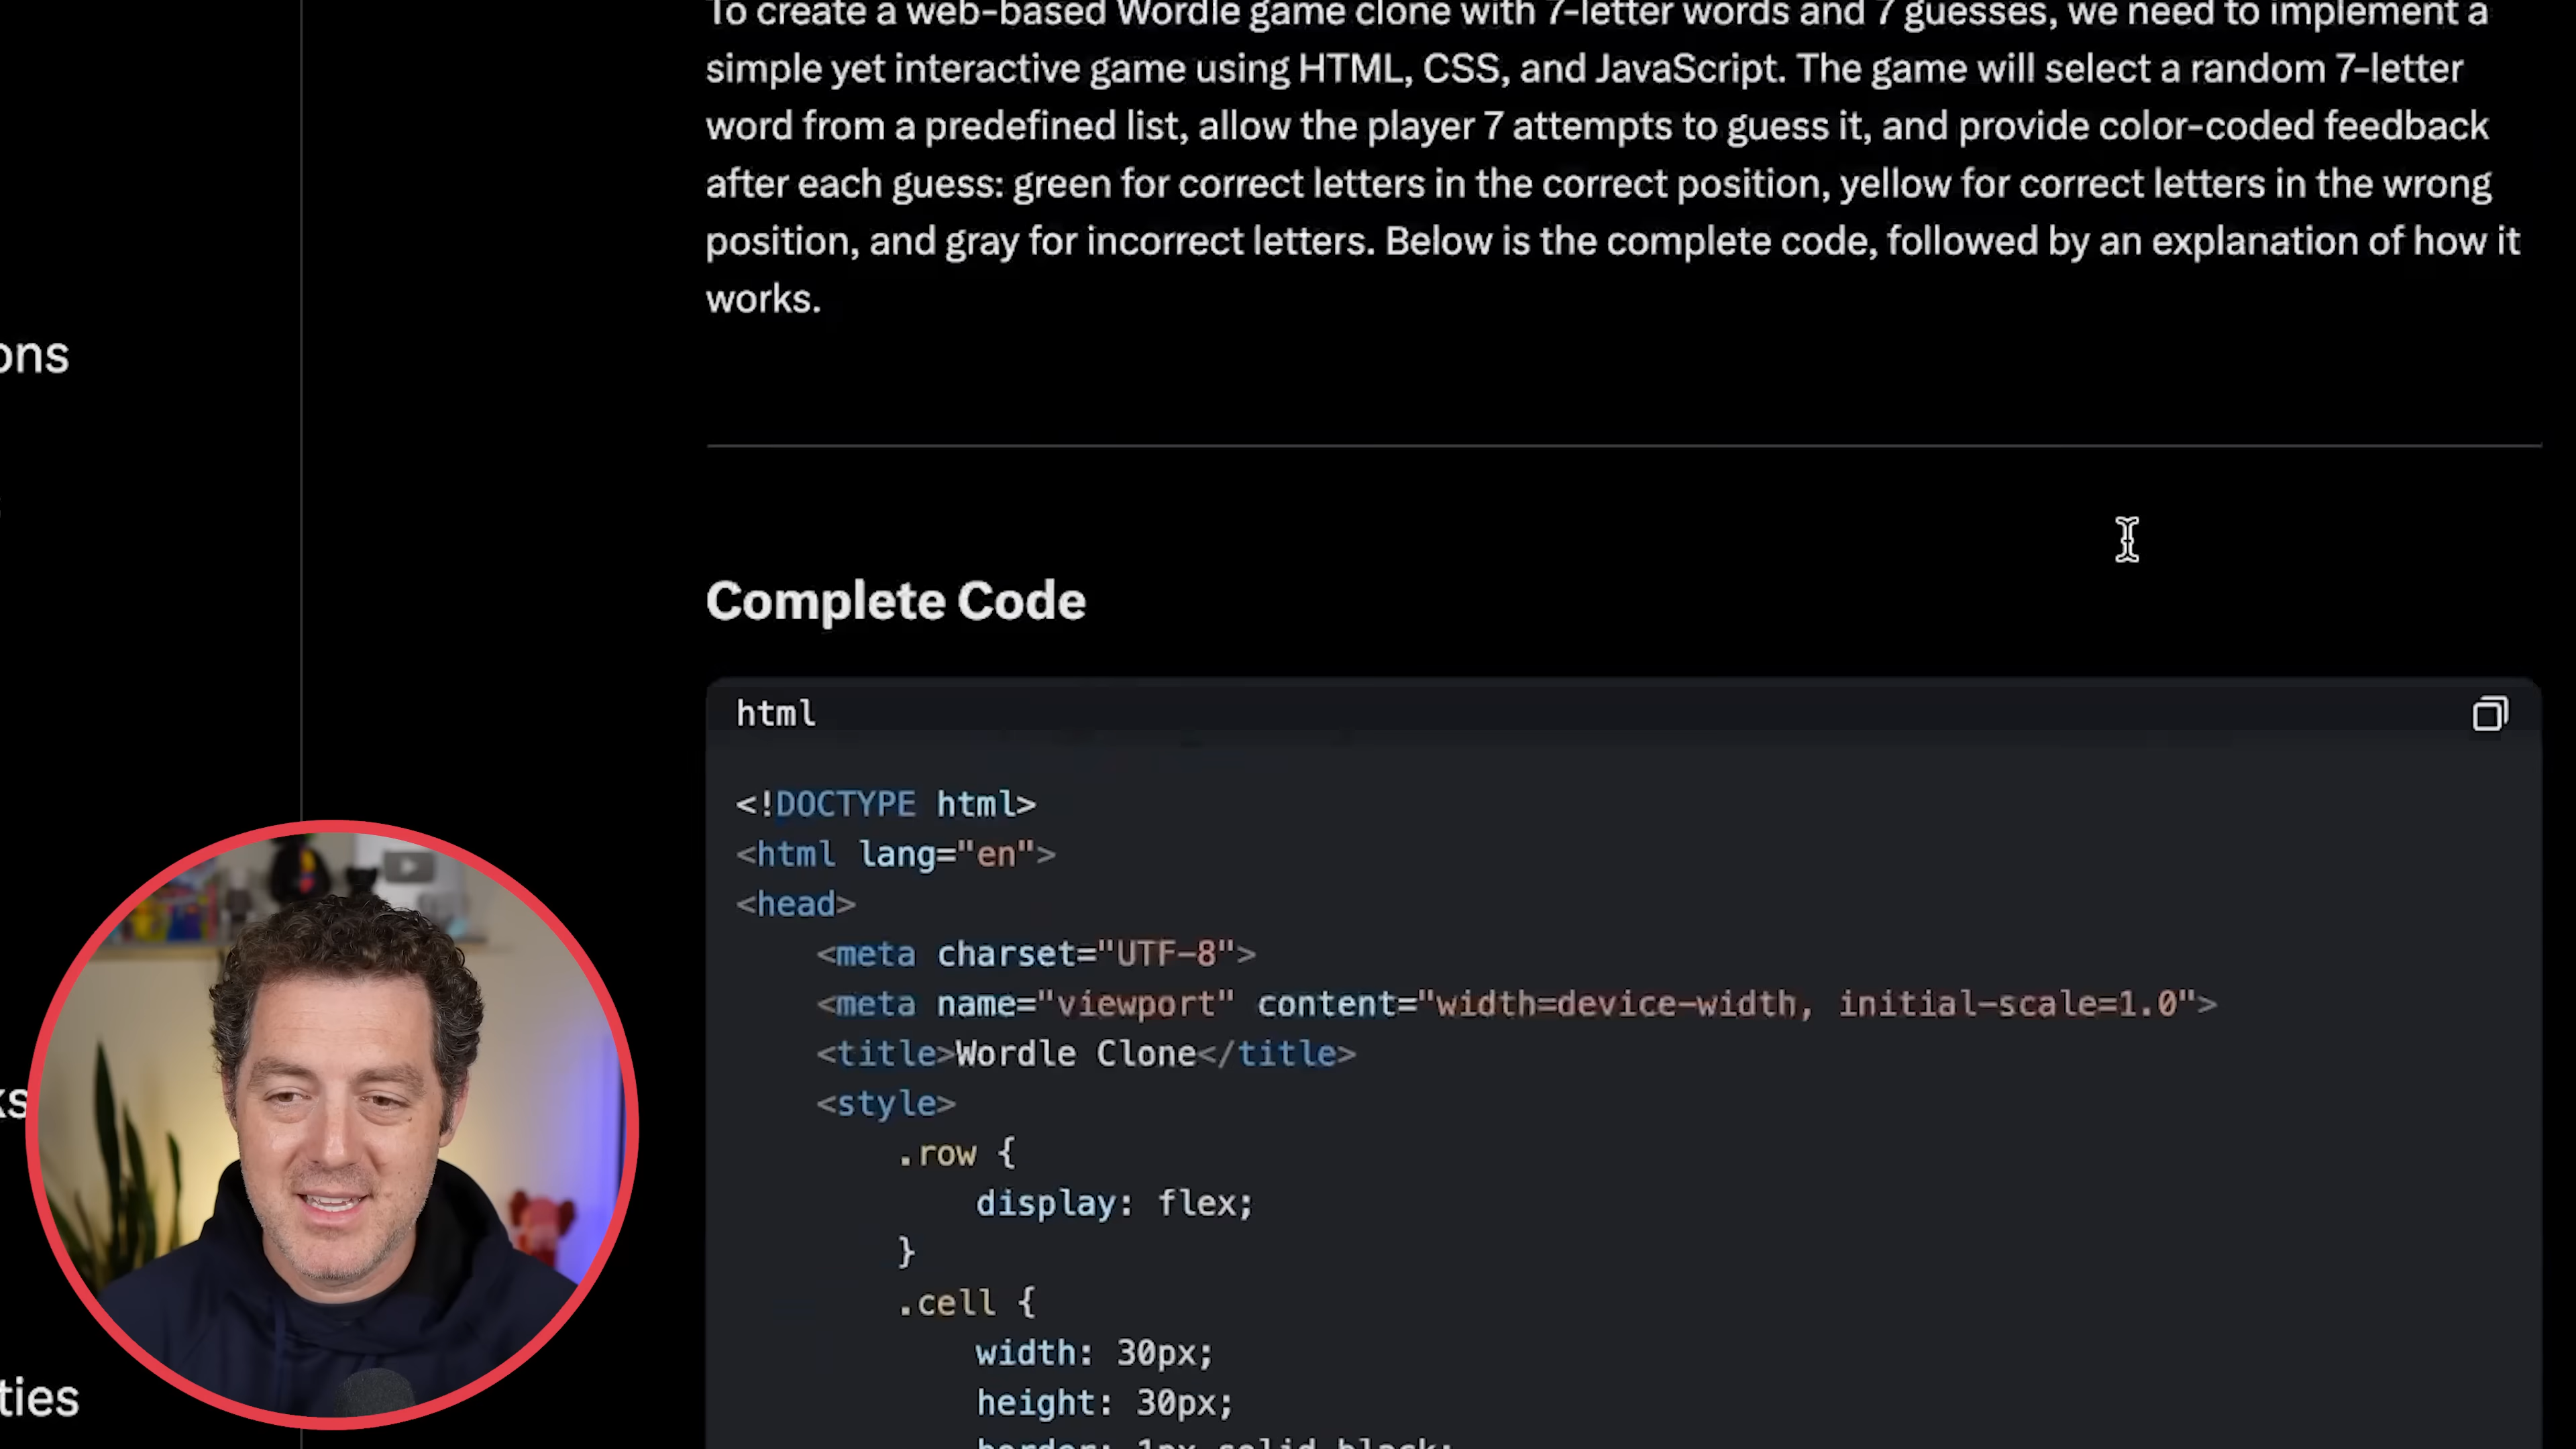 To create a web-based Wordle game clone with 7-letter words and 7 guesses, we need to implement a
simple yet interactive game using HTML, CSS, and JavaScript. The game will select a random 7-letter
word from a predefined list, allow the player 7 attempts to guess it, and provide color-coded feedback
after each guess: green for correct letters in the correct position, yellow for correct letters in the wrong
position, and gray for incorrect letters. Below is the complete code, followed by an explanation of how it
works.
ons
Complete Code
html
<!DOCTYPE html>
<html lang="en">
<head>
<meta charset="UTF-8">
<meta name="viewport" content="width=device-width, initial-scale=1.0">
<title>Wordle Clone</title>
<style>
.row {
display: flex;
}
.cell {
width: 30px;
height: 30px;
border: 1px solid black;
ks
ties